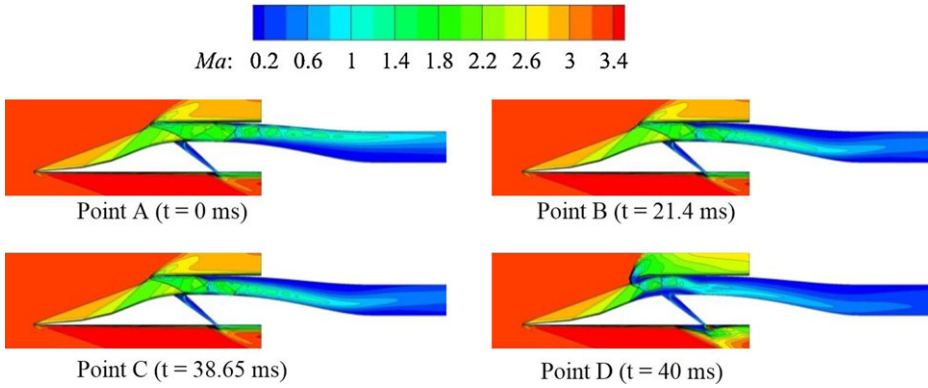 Ma: 0.2 0.6 1 1.4 1.8 2.2 2.6 3 3.4
Point A (t = 0 ms)
Point B (t = 21.4 ms)
Point C (t = 38.65 ms)
Point D (t = 40 ms)